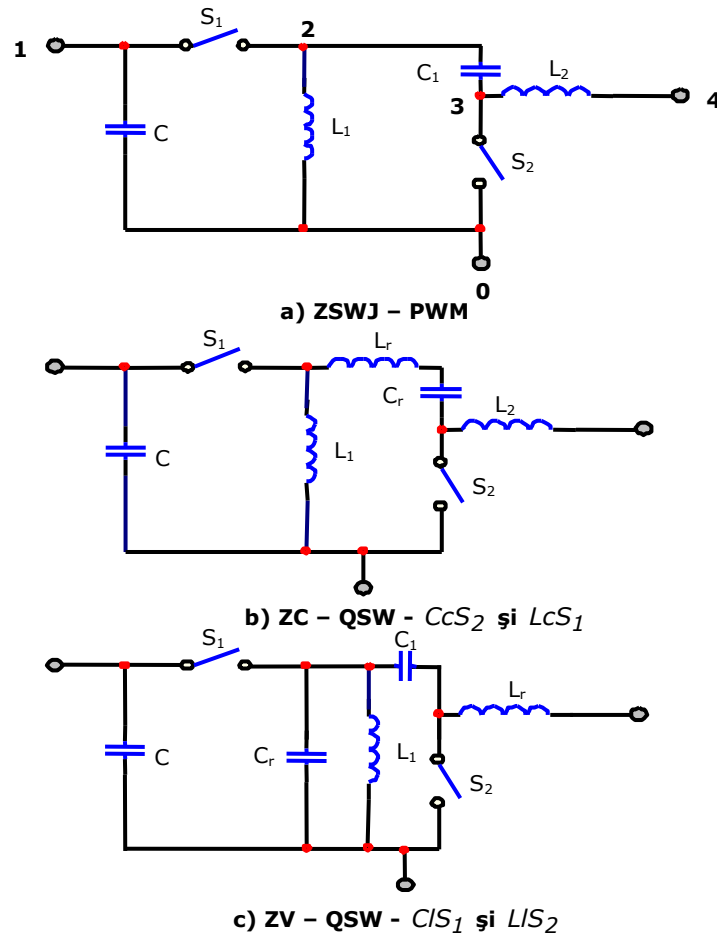 S₁
1
2
C₁
L₂
3
4
C
L₁
S₂
0
a) ZSWJ – PWM
S₁
Lᵣ
Cᵣ
L₂
C
L₁
S₂
b) ZC – QSW - CcS₂ şi LcS₁
S₁
C₁
Lᵣ
C
Cᵣ
L₁
S₂
c) ZV – QSW - ClS₁ şi LlS₂